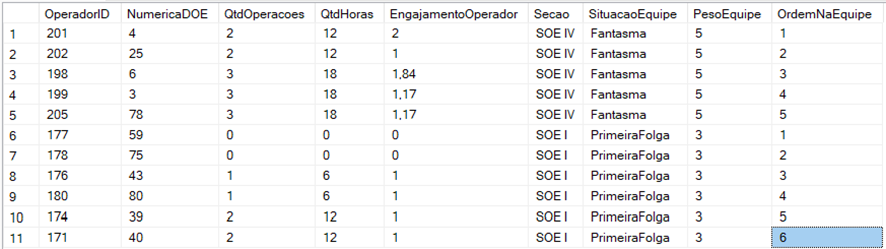 OperadorID NumericaDOE QtdOperacoes QtdHoras EngajamentoOperador Secao SituacaoEquipe PesoEquipe OrdemNaEquipe
1 201 4 2 12 2 SOE IV Fantasma 5 1
2 202 25 2 12 1 SOE IV Fantasma 5 2
3 198 6 3 18 1,84 SOE IV Fantasma 5 3
4 199 3 3 18 1,17 SOE IV Fantasma 5 4
5 205 78 3 18 1,17 SOE IV Fantasma 5 5
6 177 59 0 0 0 SOE I PrimeiraFolga 3 1
7 178 75 0 0 0 SOE I PrimeiraFolga 3 2
8 176 43 1 6 1 SOE I PrimeiraFolga 3 3
9 180 80 1 6 1 SOE I PrimeiraFolga 3 4
10 174 39 2 12 1 SOE I PrimeiraFolga 3 5
11 171 40 2 12 1 SOE I PrimeiraFolga 3 6